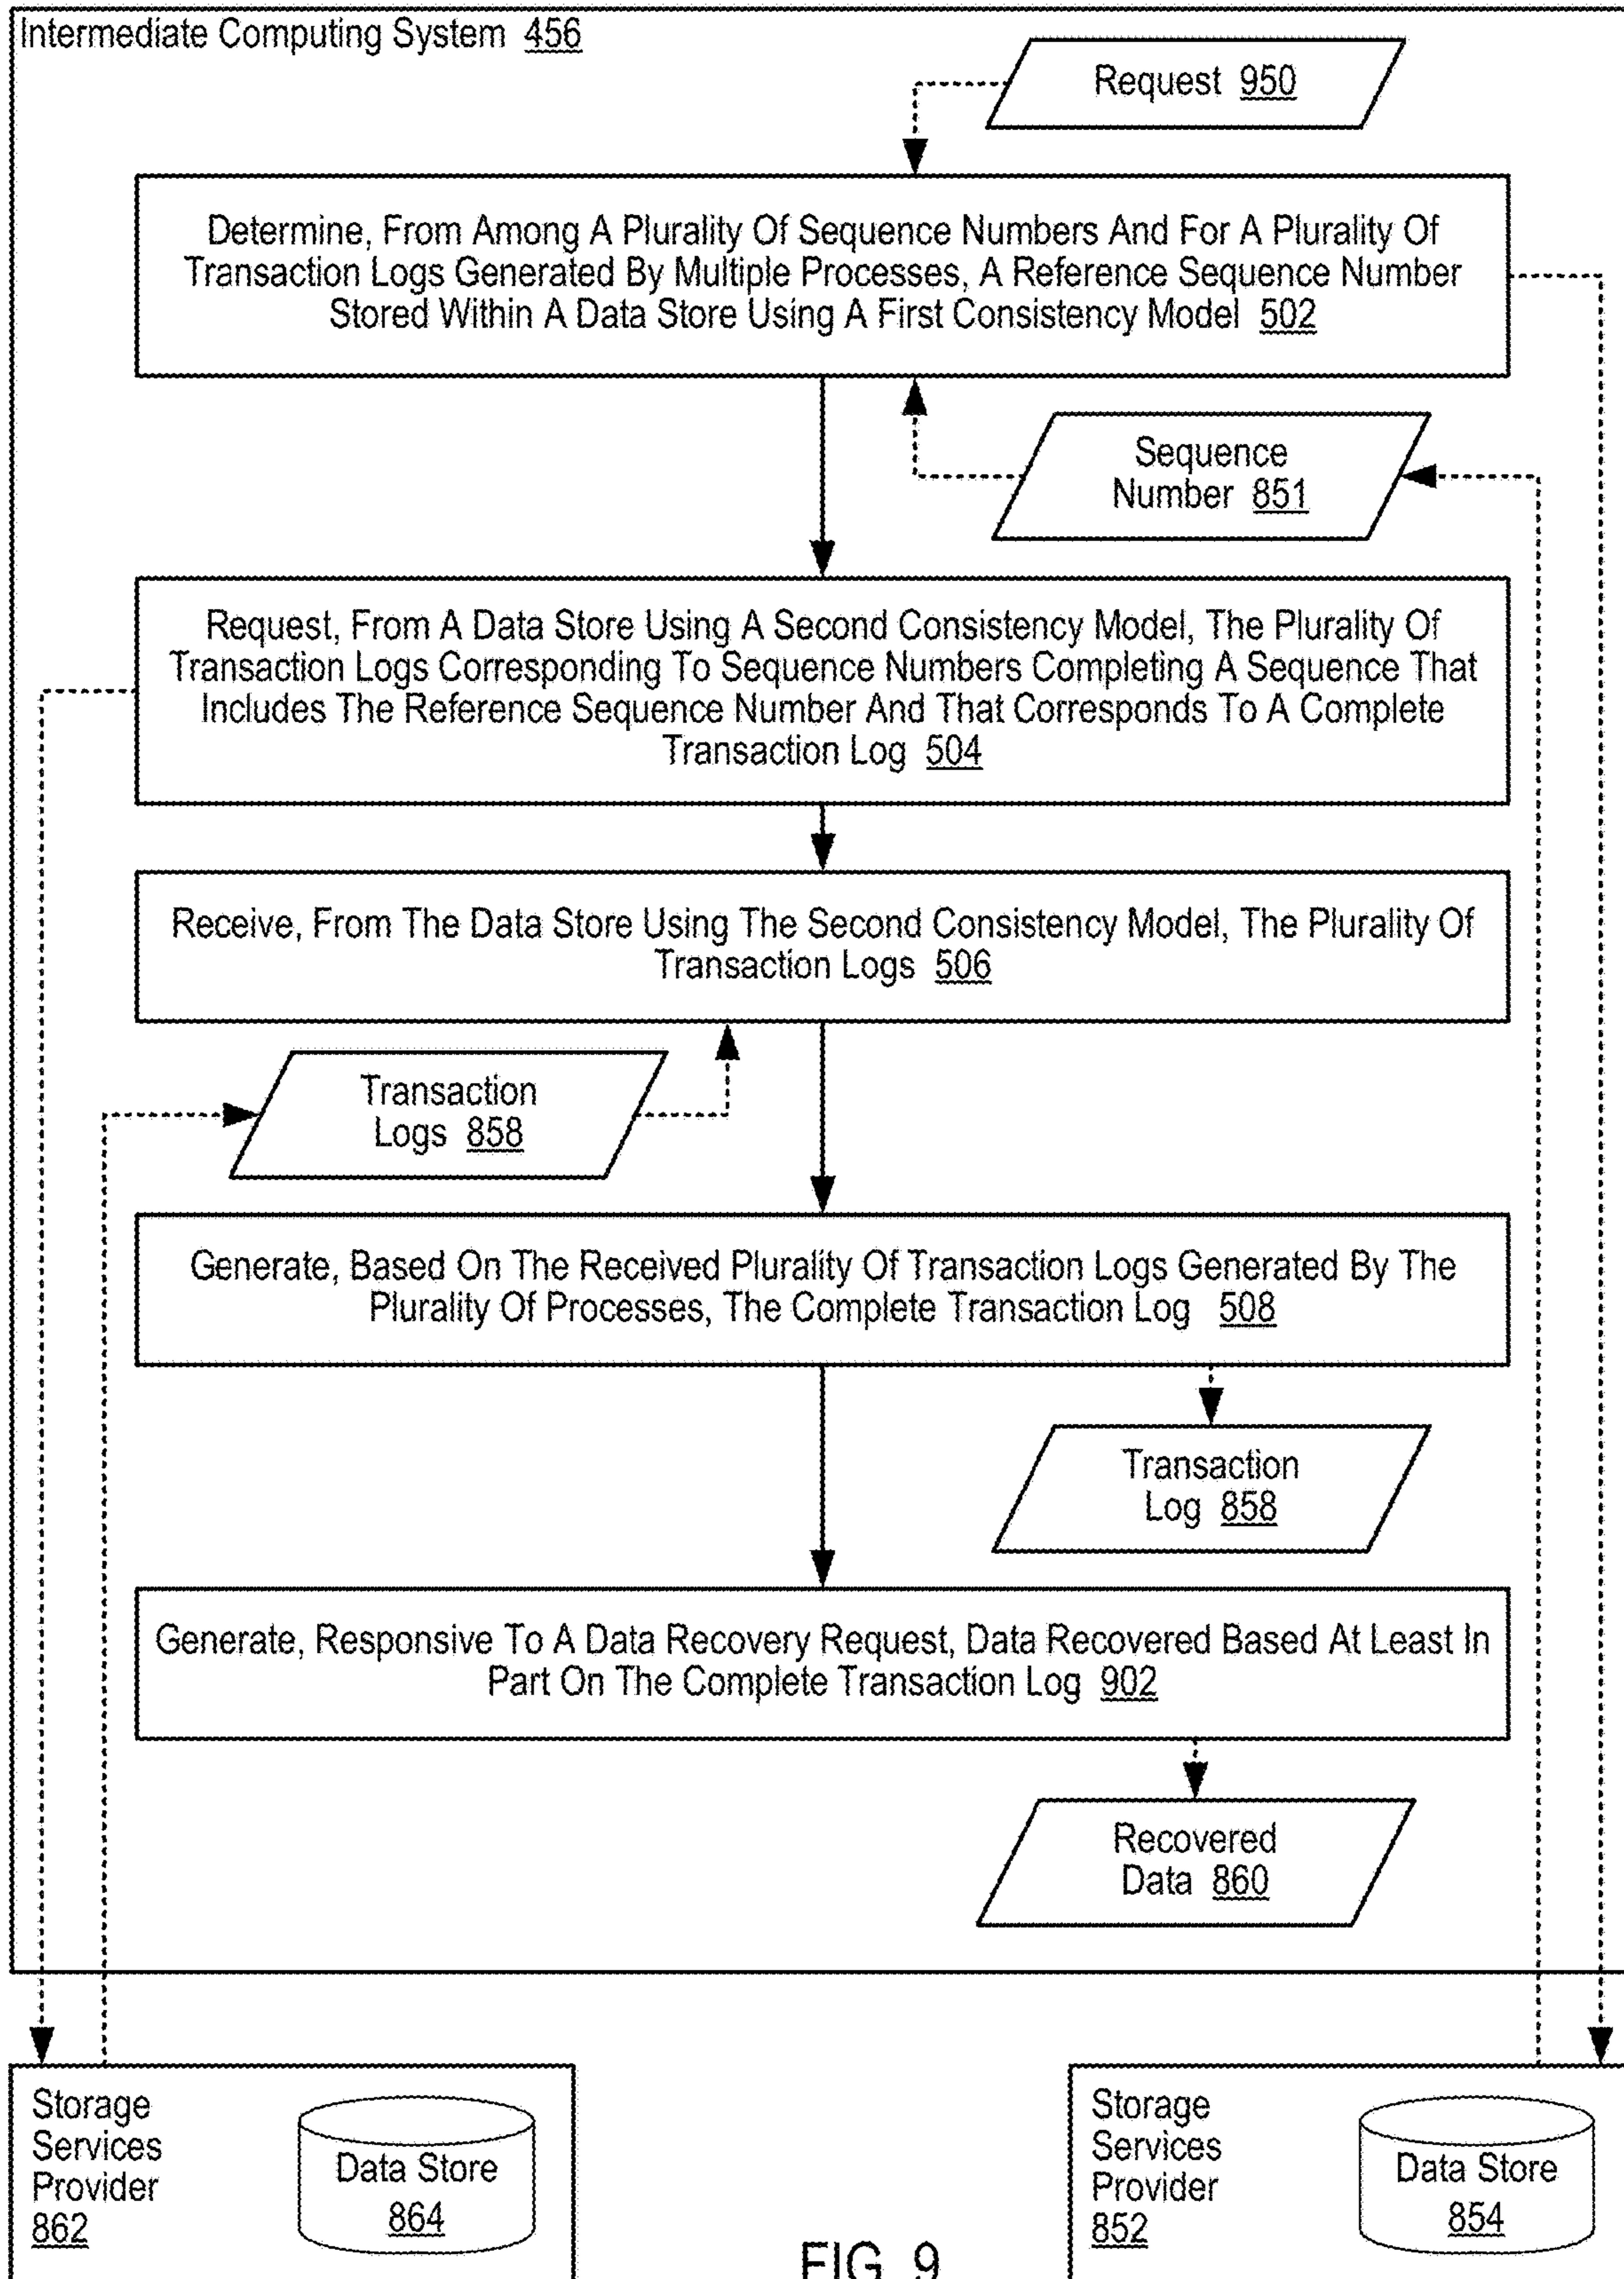 Intermediate Computing System 456
Request 950
Determine, From Among A Plurality Of Sequence Numbers And For A Plurality Of
Transaction Logs Generated By Multiple Processes, A Reference Sequence Number
Stored Within A Data Store Using A First Consistency Model 502
Sequence
Number 851
Request, From A Data Store Using A Second Consistency Model, The Plurality Of
Transaction Logs Corresponding To Sequence Numbers Completing A Sequence That
Includes The Reference Sequence Number And That Corresponds To A Complete
Transaction Log 504
Receive, From The Data Store Using The Second Consistency Model, The Plurality Of
Transaction Logs 506
Transaction
Logs 858
Generate, Based On The Received Plurality Of Transaction Logs Generated By The
Plurality Of Processes, The Complete Transaction Log 508
Transaction
Log 858
Generate, Responsive To A Data Recovery Request, Data Recovered Based At Least In
Part On The Complete Transaction Log 902
Recovered
Data 860
Storage
Services
Provider
862
Data Store
864
Storage
Services
Provider
852
Data Store
854
FIG. 9